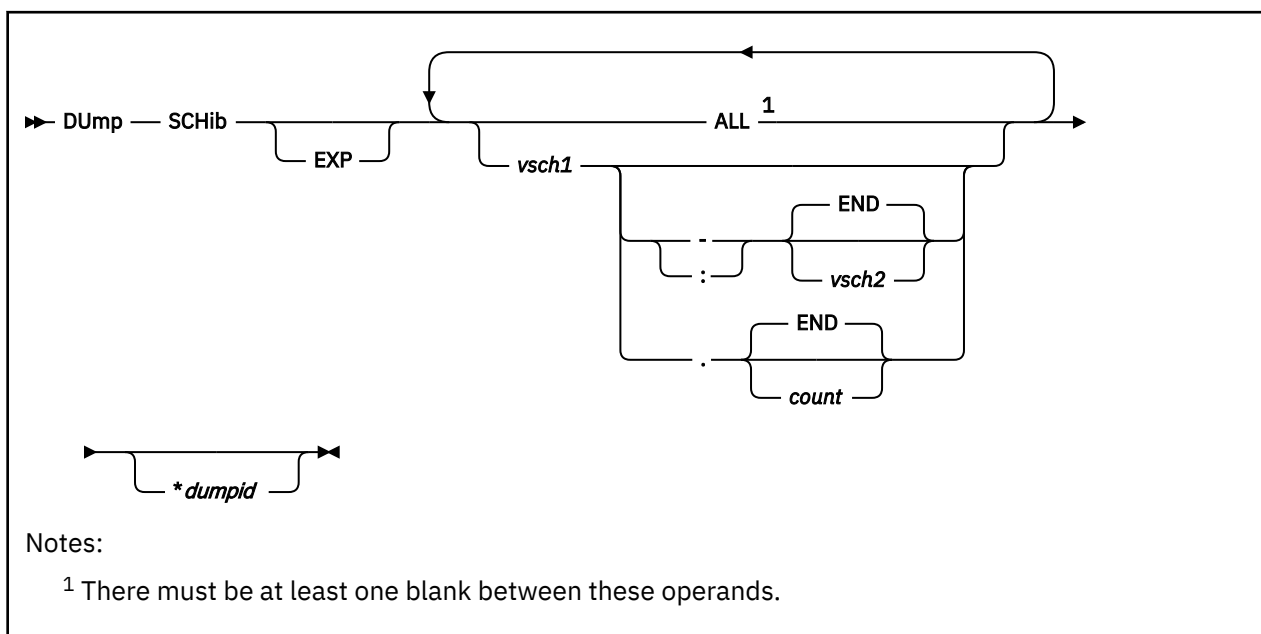 1
DUmp SCHib ALL
EXP vsch1
END
-
: vsch2
END
.
count
*dumpid
Notes:
1 There must be at least one blank between these operands.